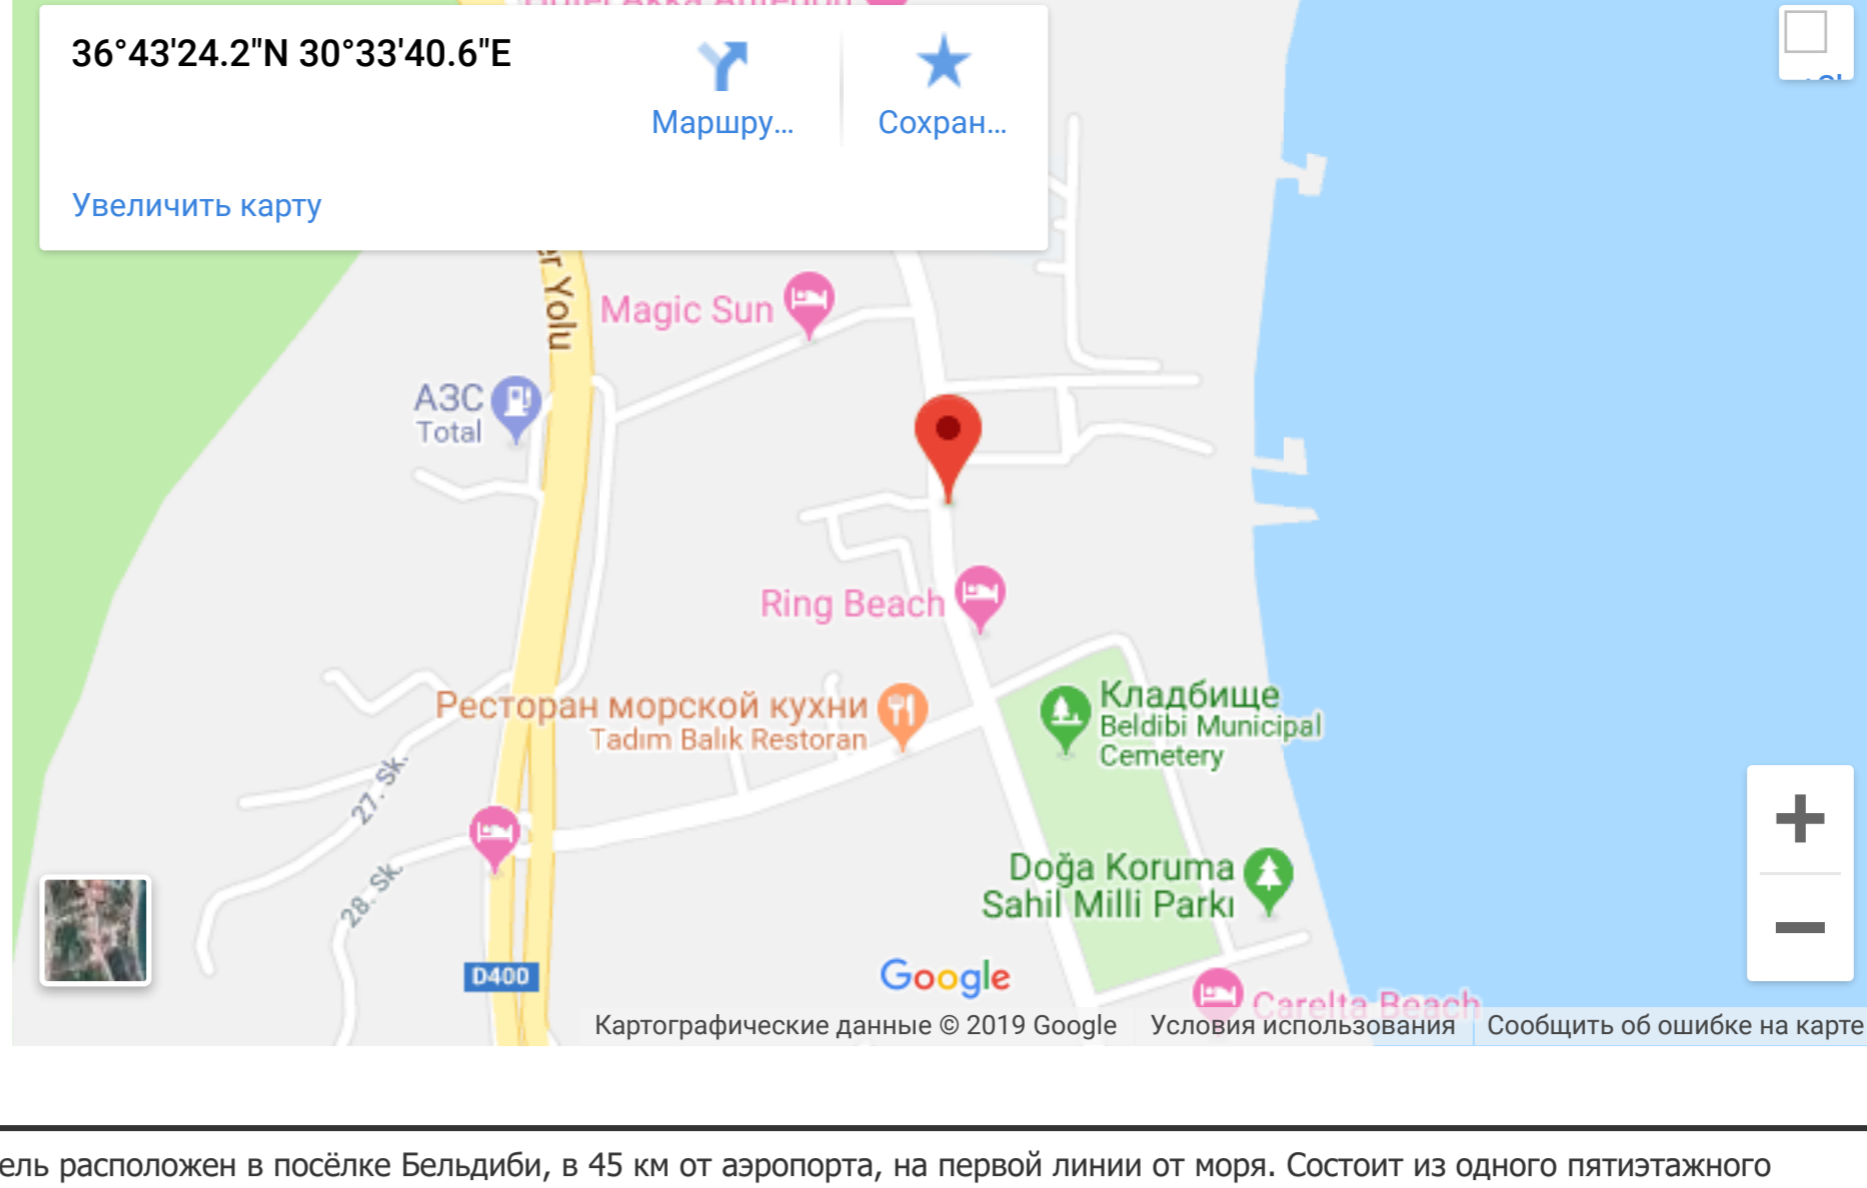 36°43'24.2"N 30°33'40.6"E
Маршру...
Сохран...
Увеличить карту
Yolu
Magic Sun
АЗС
Total
Ring Beach
Ресторан морской кухни
Tadım Balık Restoran
Кладбище
Beldibi Municipal
Cemetery
27. Sk.
28. Sk.
Doğa Koruma
Sahil Milli Parkı
D400
Google
Carelta Beach
Картографические данные © 2019 Google
Условия использования
Сообщить об ошибке на карте
расположен в посёлке Бельдиби, в 45 км от аэропорта, на первой линии от моря. Состоит из одного пятиэтажного